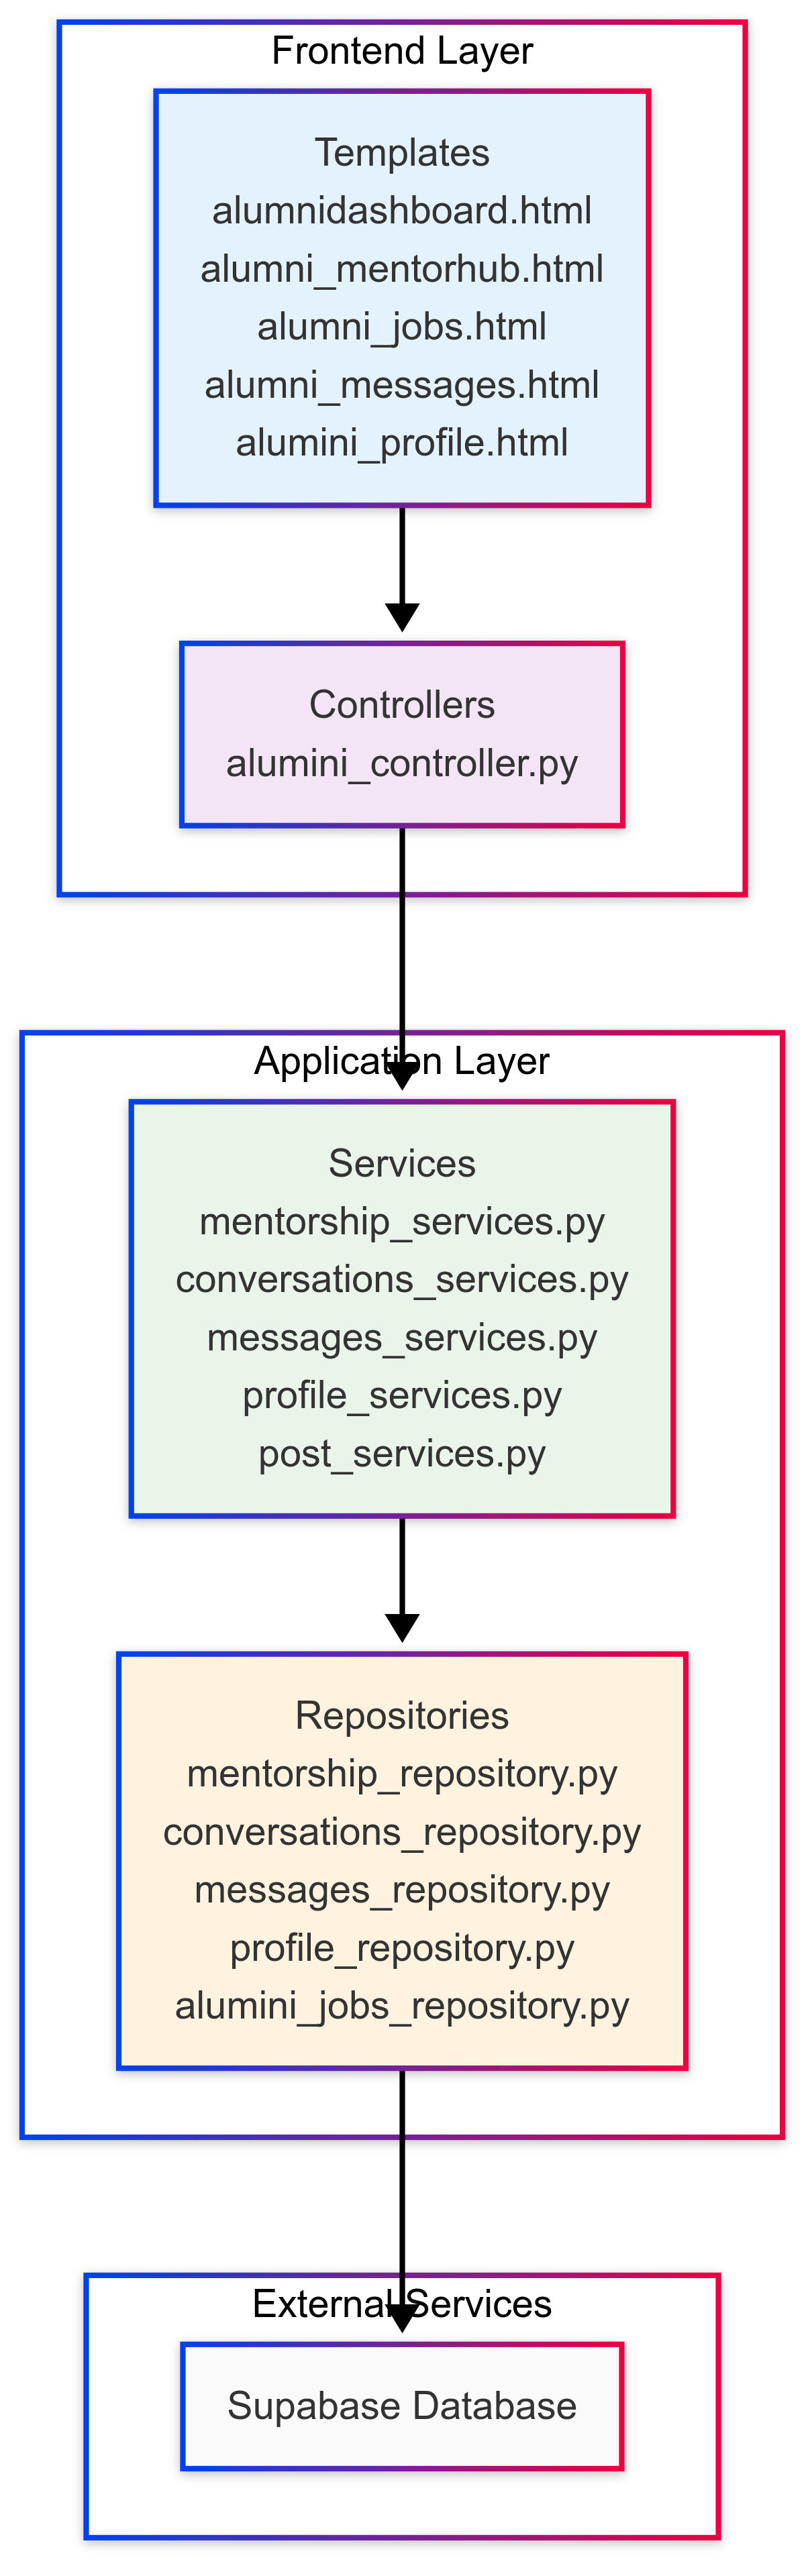 Frontend Layer
Templates
alumnidashboard.html
alumni_mentorhub.html
alumni_jobs.html
alumni_messages.html
alumini_profile.html
Controllers
alumini_controller.py
Application Layer
Services
mentorship_services.py
conversations_services.py
messages_services.py
profile_services.py
post_services.py
Repositories
mentorship_repository.py
conversations_repository.py
messages_repository.py
profile_repository.py
alumini_jobs_repository.py
External Services
Supabase Database